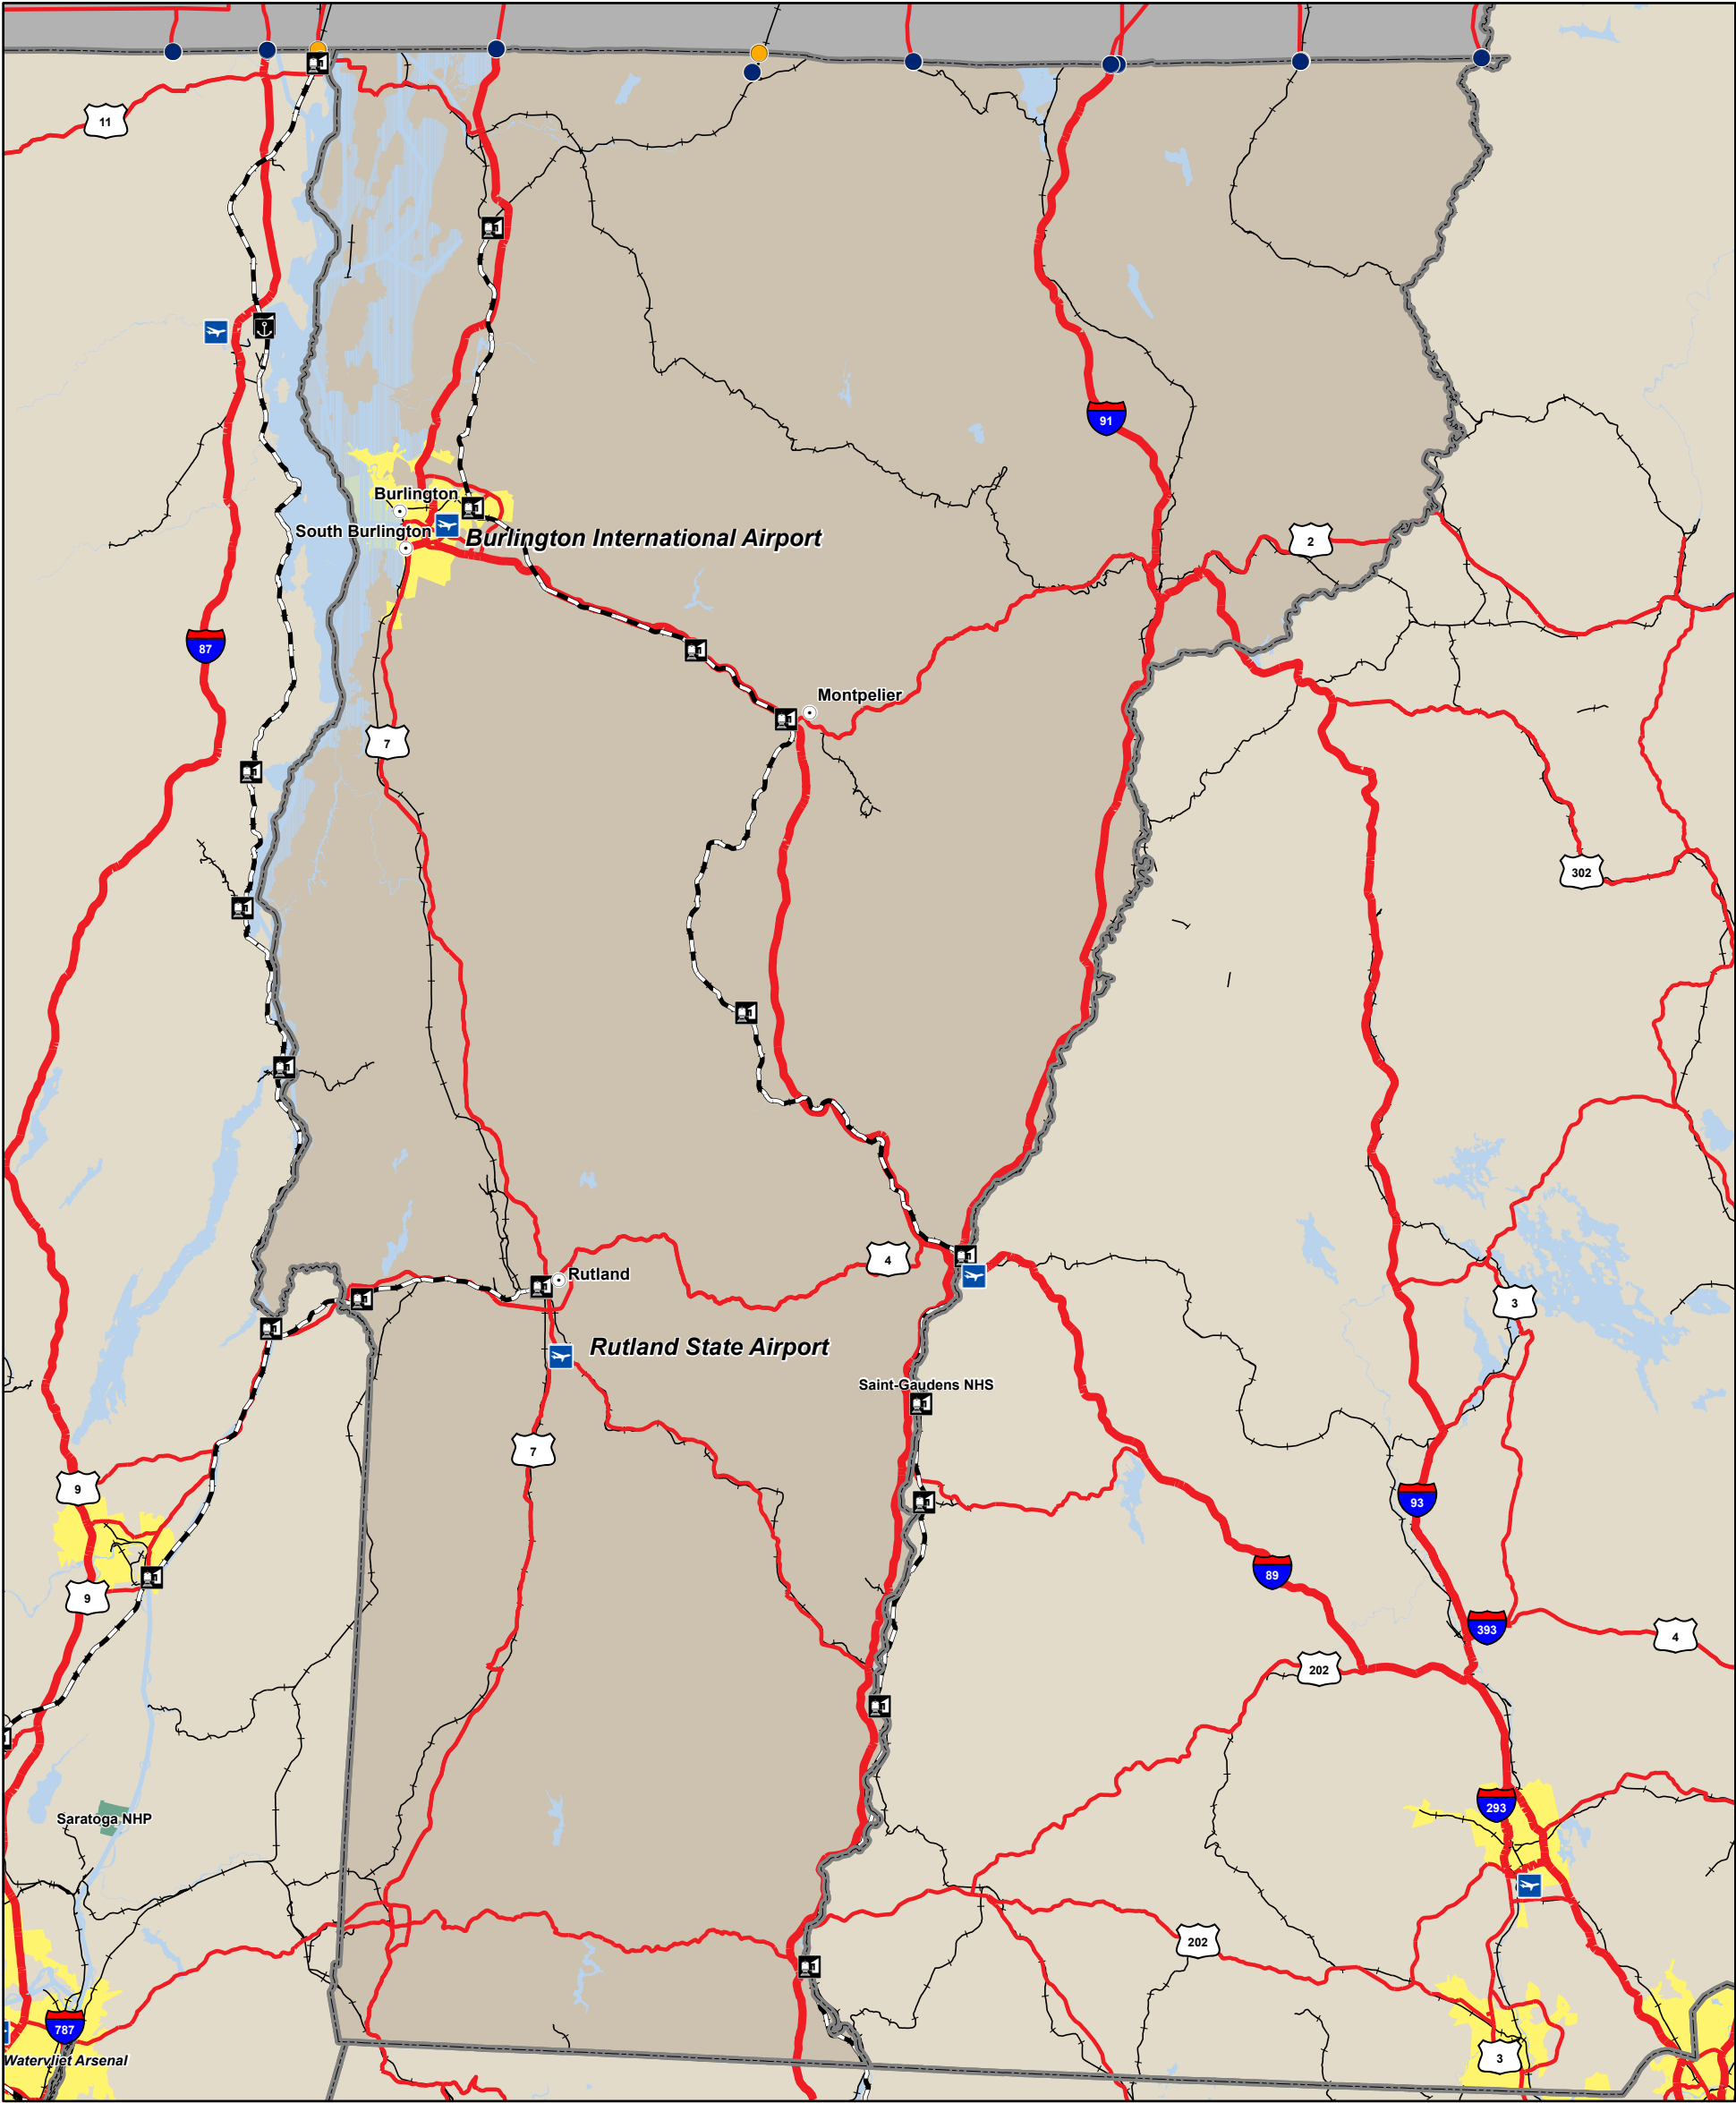 11
91
Burlington
South Burlington
Burlington International Airport
2
87
Montpelier
7
302
4
Rutland
3
Rutland State Airport
Saint-Gaudens NHS
7
9
93
89
9
393
4
202
293
Saratoga NHP
202
787
3
Watervliet Arsenal